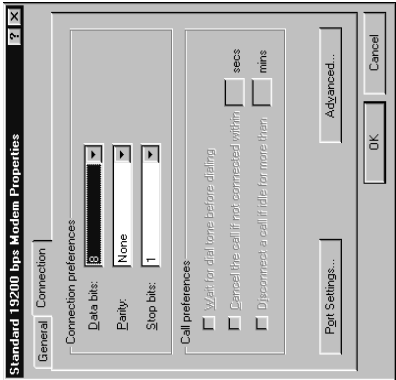 Standard 19200 bps Modem Properties
General Connection
Connection preferences
Data bits: 8
Parity: None
Stop bits: 1
Call preferences
Wait for dial tone before dialing
Cancel the call if not connected within secs
Disconnect a call if idle for more than mins
Port Settings... Advanced...
OK Cancel